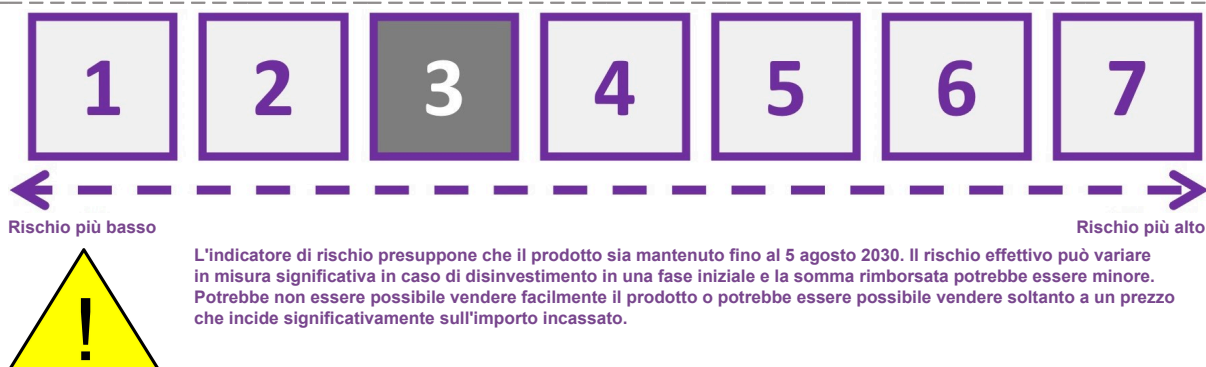 1 2 3 4 5 6 7
Rischio più basso Rischio più alto
L'indicatore di rischio presuppone che il prodotto sia mantenuto fino al 5 agosto 2030. Il rischio effettivo può variare
in misura significativa in caso di disinvestimento in una fase iniziale e la somma rimborsata potrebbe essere minore.
Potrebbe non essere possibile vendere facilmente il prodotto o potrebbe essere possibile vendere soltanto a un prezzo
che incide significativamente sull'importo incassato.
!